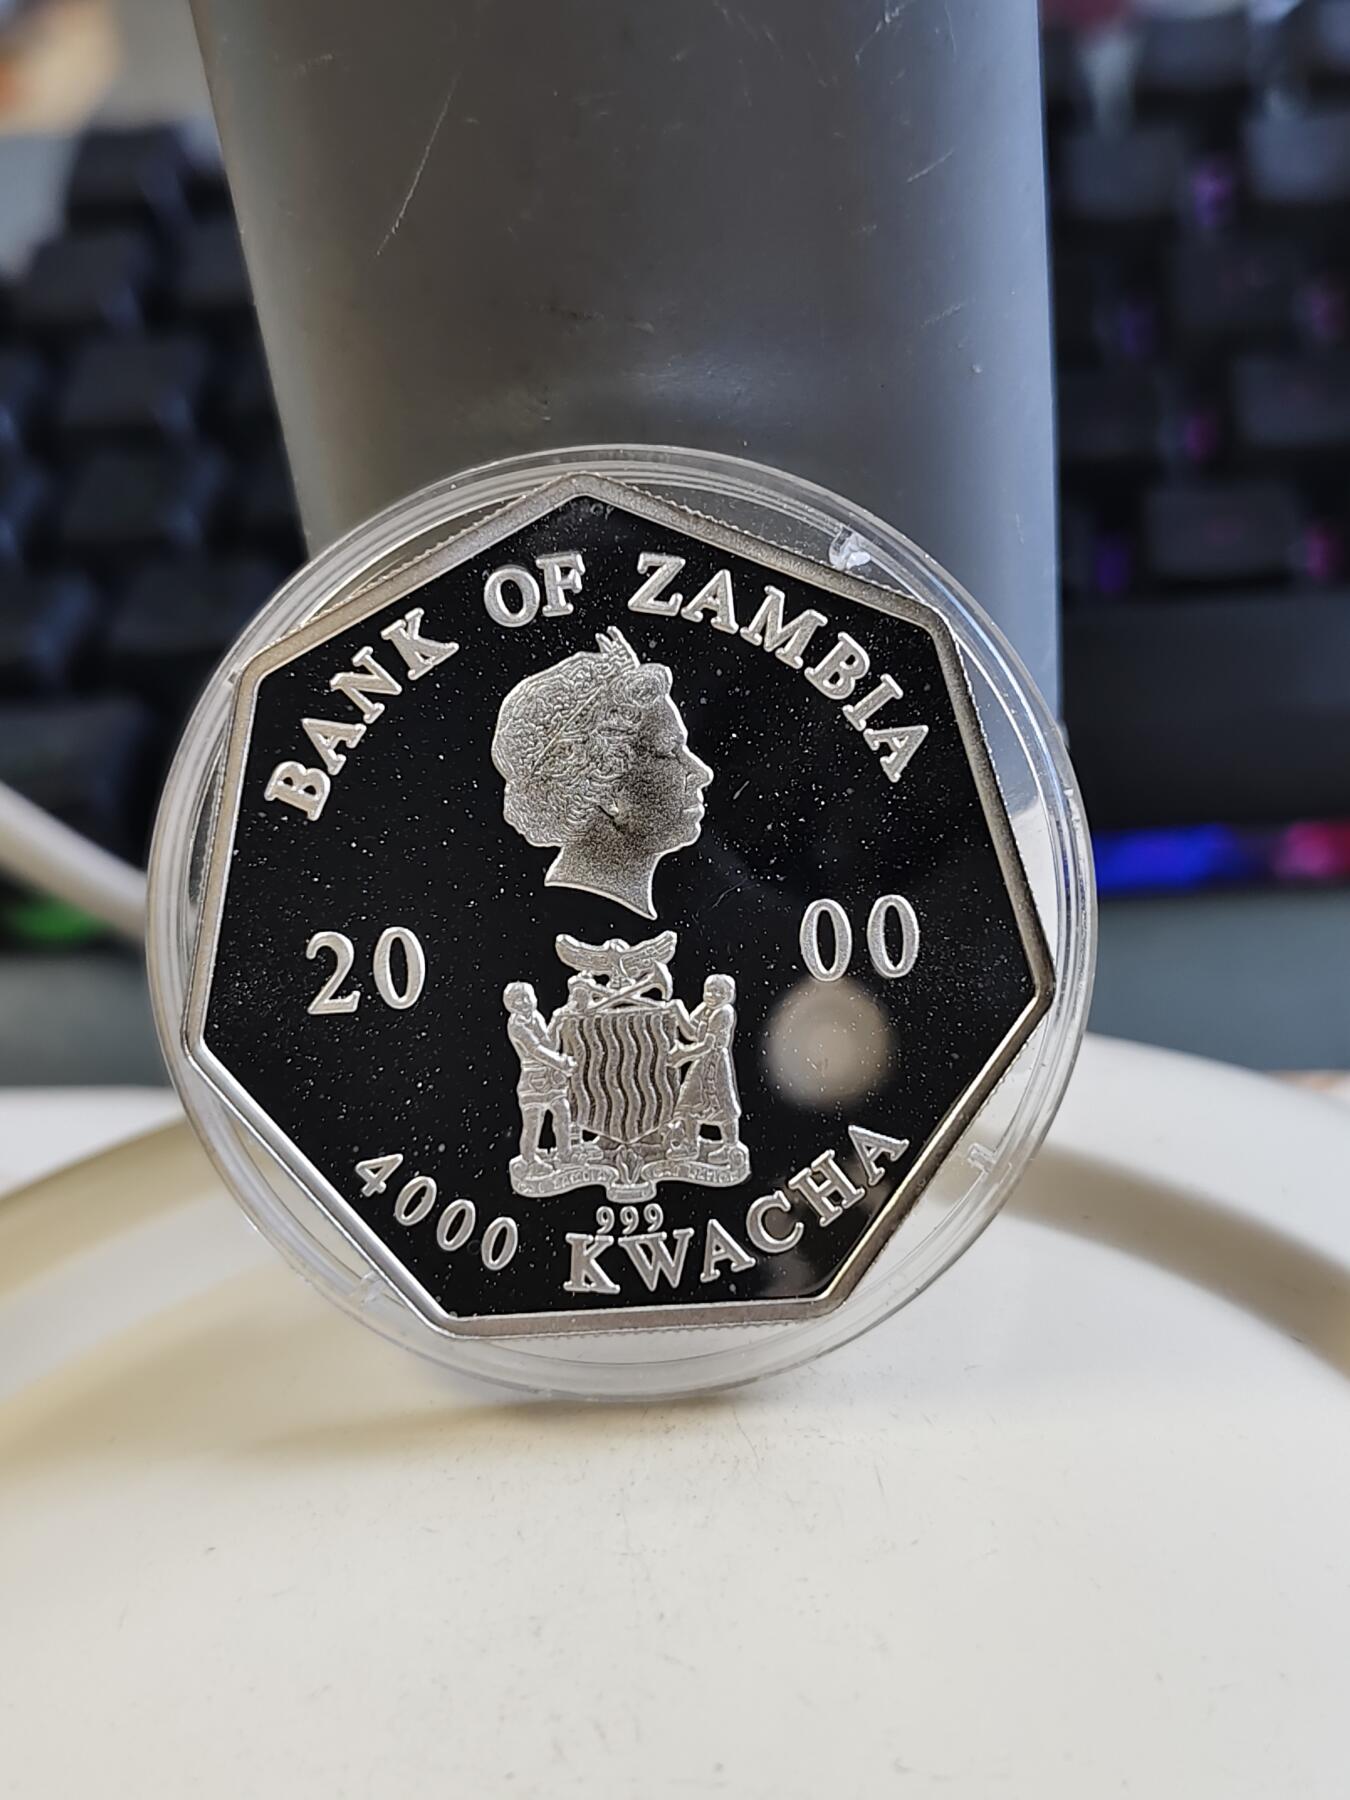 BANK OF ZAMBIA
20 00
999
4000 KWACHA